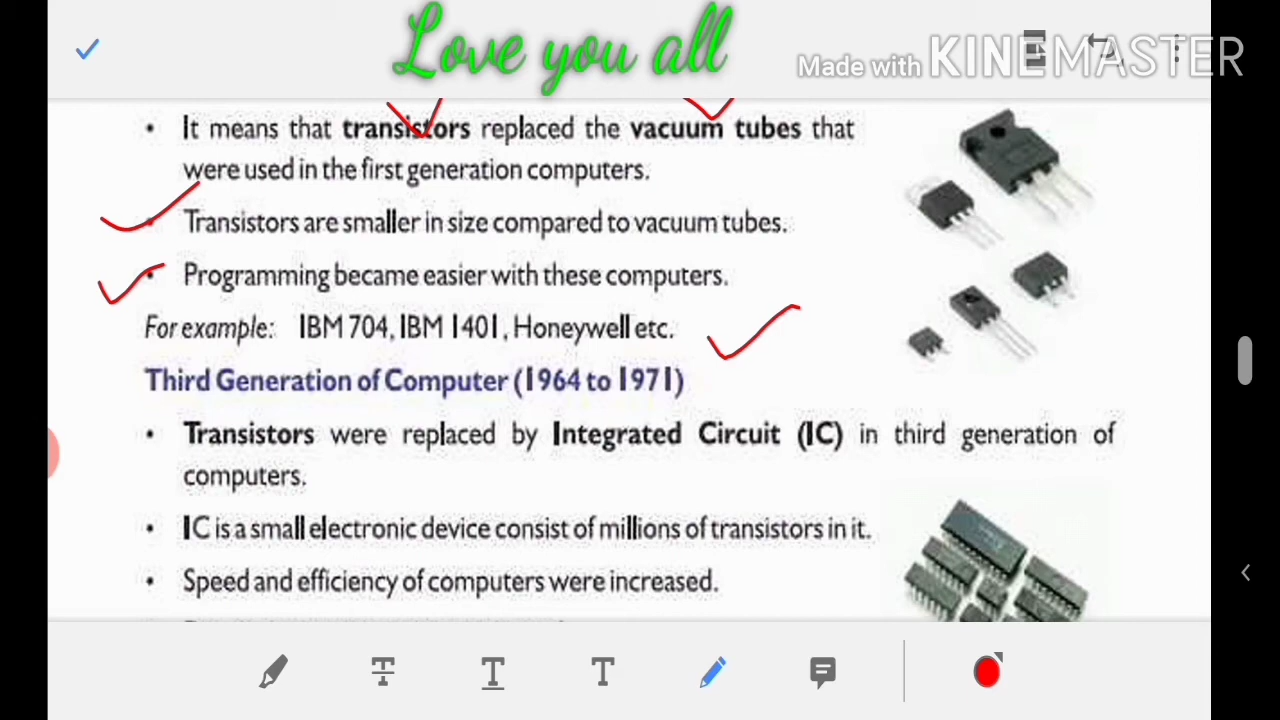 Love you all
Made with KINEMASTER
• It means that transistors replaced the vacuum tubes that
were used in the first generation computers.
• Transistors are smaller in size compared to vacuum tubes.
• Programming became easier with these computers.
For example: IBM 704, IBM 1401, Honeywell etc.
Third Generation of Computer (1964 to 1971)
• Transistors were replaced by Integrated Circuit (IC) in third generation of
computers.
• IC is a small electronic device consist of millions of transistors in it.
• Speed and efficiency of computers were increased.